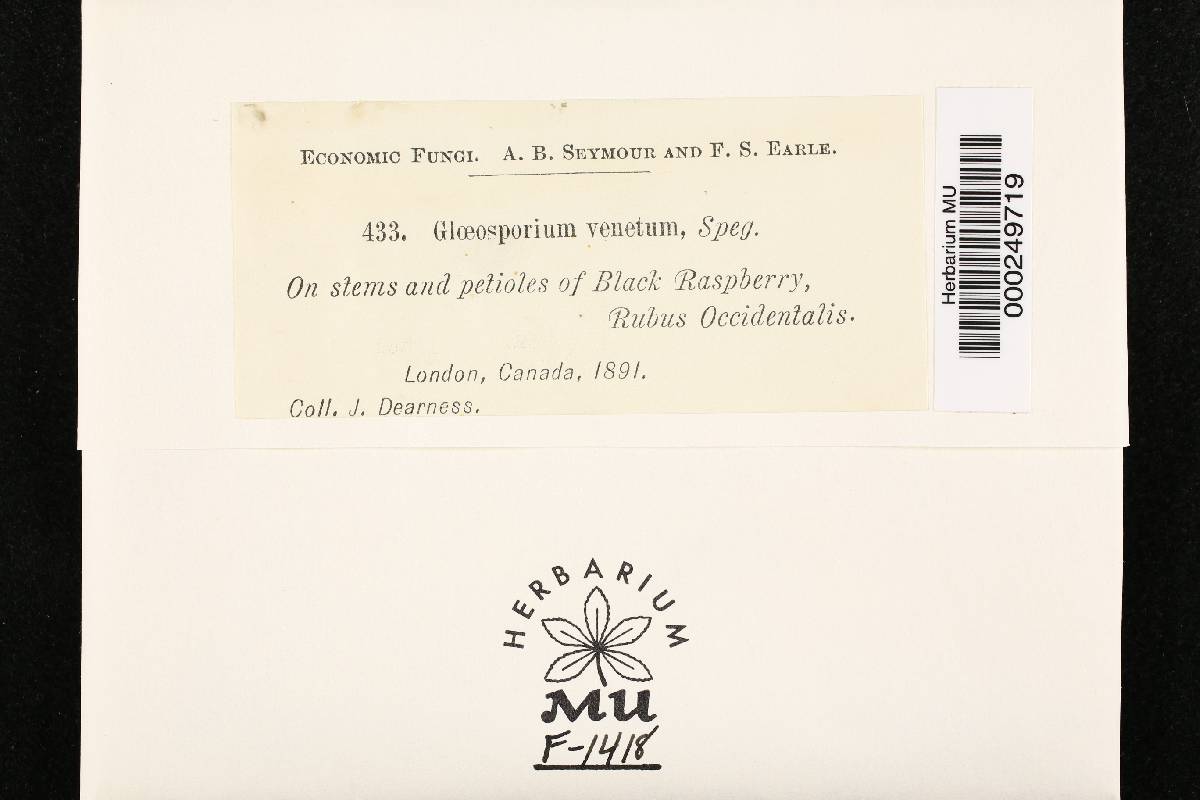 ECONOMIC FUNGI. A. B. SEYMOUR AND F. S. EARLE.
433. Glœosporium venetum, Speg.
On stems and petioles of Black Raspberry,
Rubus Occidentalis.
London, Canada, 1891.
Coll. J. Dearness.
Herbarium MU
000249719
HERBARIUM
MU
F-1418